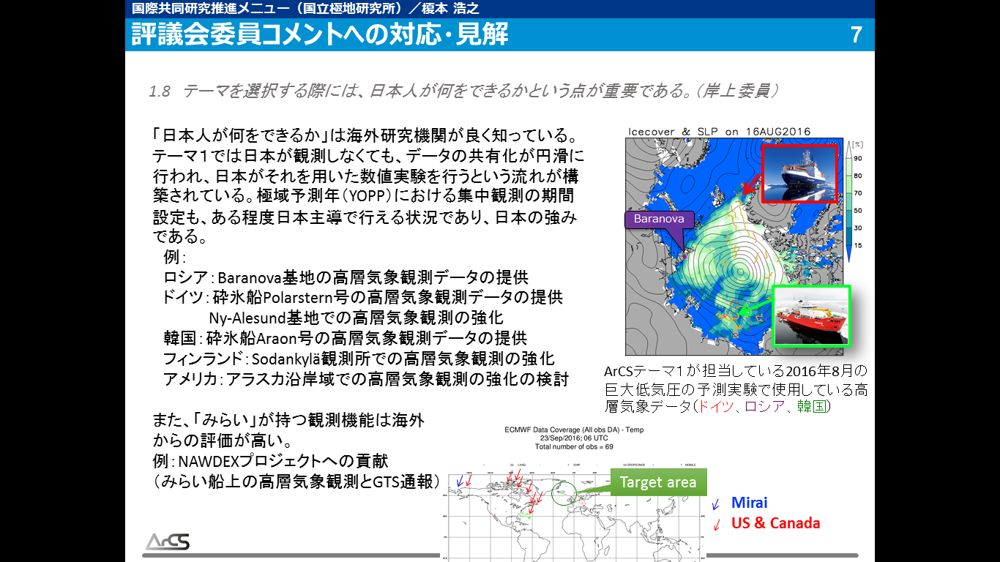 国際共同研究推進メニュー（国立極地研究所）／榎本 浩之
評議会委員コメントへの対応・見解
7
1.8　テーマを選択する際には、日本人が何をできるかという点が重要である。（岸上委員）
「日本人が何をできるか」は海外研究機関が良く知っている。
テーマ１では日本が観測しなくても、データの共有化が円滑に
行われ、日本がそれを用いた数値実験を行うという流れが構
築されている。極域予測年（YOPP）における集中観測の期間
設定も、ある程度日本主導で行える状況であり、日本の強み
である。
例：
ロシア：Baranova基地の高層気象観測データの提供
ドイツ：砕氷船Polarstern号の高層気象観測データの提供
Ny-Alesund基地での高層気象観測の強化
韓国：砕氷船Araon号の高層気象観測データの提供
フィンランド：Sodankylä観測所での高層気象観測の強化
アメリカ：アラスカ沿岸域での高層気象観測の強化の検討
また、「みらい」が持つ観測機能は海外
からの評価が高い。
例：NAWDEXプロジェクトへの貢献
（みらい船上の高層気象観測とGTS通報）
Icecover & SLP on 16AUG2016
[%]
90
80
70
50
30
15
Baranova
ArCSテーマ１が担当している2016年8月の
巨大低気圧の予測実験で使用している高
層気象データ（ドイツ、ロシア、韓国）
ECMWF Data Coverage (All obs DA) - Temp
23/Sep/2016; 06 UTC
Total number of obs = 69
53 LAND
1 SHIP
24 DROPSONDE
1 MOBILE
Target area
Mirai
US & Canada
ArCS